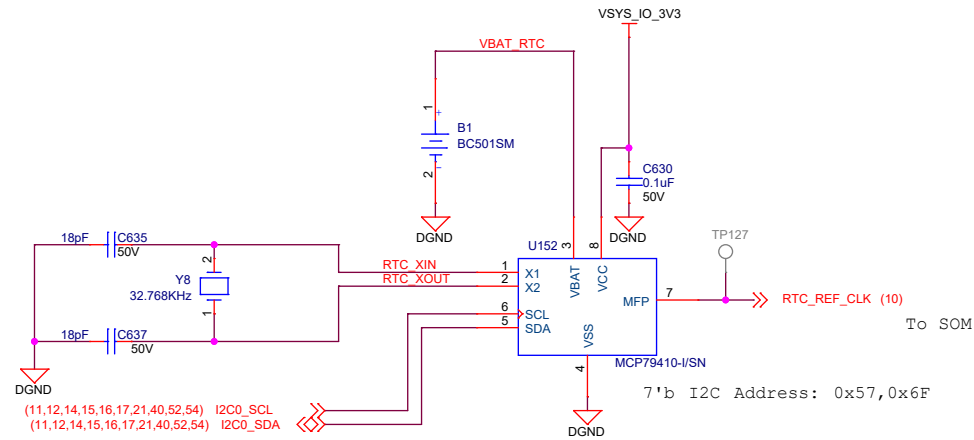 VSYS_IO_3V3
VBAT_RTC
1
+
B1
BC501SM
-
2
DGND
C630
0.1uF
50V
DGND
TP127
18pF
C635
50V
U152
3
8
2
Y8
32.768KHz
1
RTC_XIN
1
X1
VBAT
VCC
RTC_XOUT
2
X2
MFP
7
RTC_REF_CLK (10)
To SOM
6
SCL
5
SDA
VSS
18pF
C637
50V
MCP79410-I/SN
4
DGND
7'b I2C Address: 0x57,0x6F
(11,12,14,15,16,17,21,40,52,54) I2C0_SCL
(11,12,14,15,16,17,21,40,52,54) I2C0_SDA
DGND